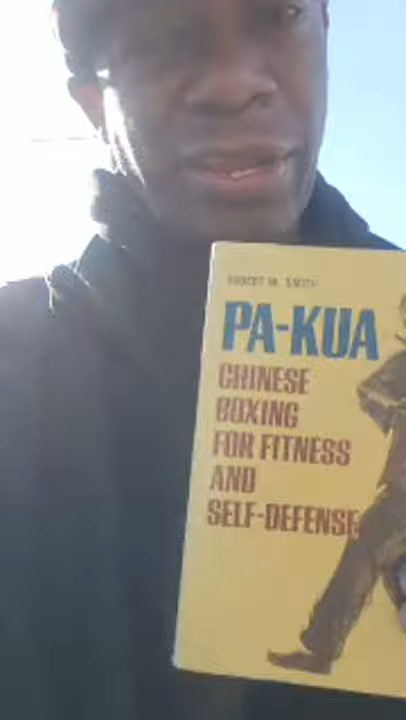 ROBERT W. SMITH
PA-KUA
CHINESE
BOXING
FOR FITNESS
AND
SELF-DEFENSE